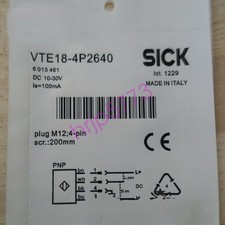 VTE18-4P2640
SICK
6 013 461
lot. 1229
DC 10-30V
MADE IN ITALY
Ia=100mA
brjp6773
plug M12;4-pin
scr.:200mm
CE
PNP
L+
DC